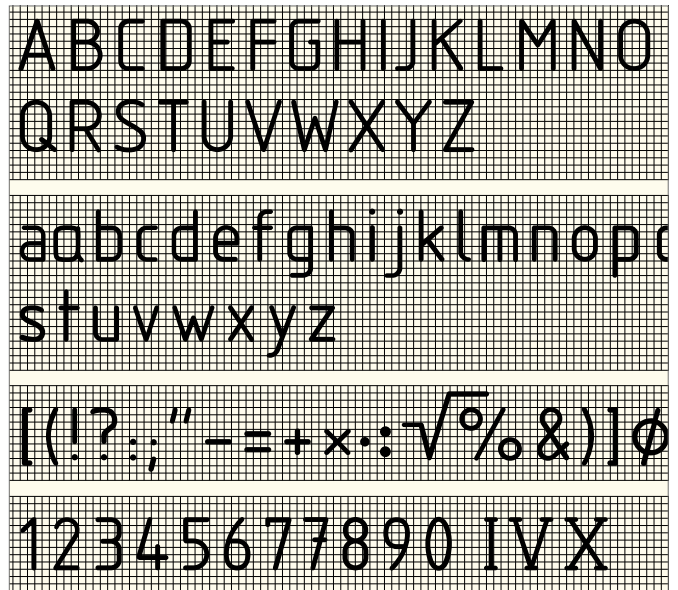 ABCDEFGHIJKLMNO
QRSTUVWXYZ
aabcdefghijklmnop
stuvwxyz
[(!?:;"-=+×·:√%&)]ø
12345677890 IVX